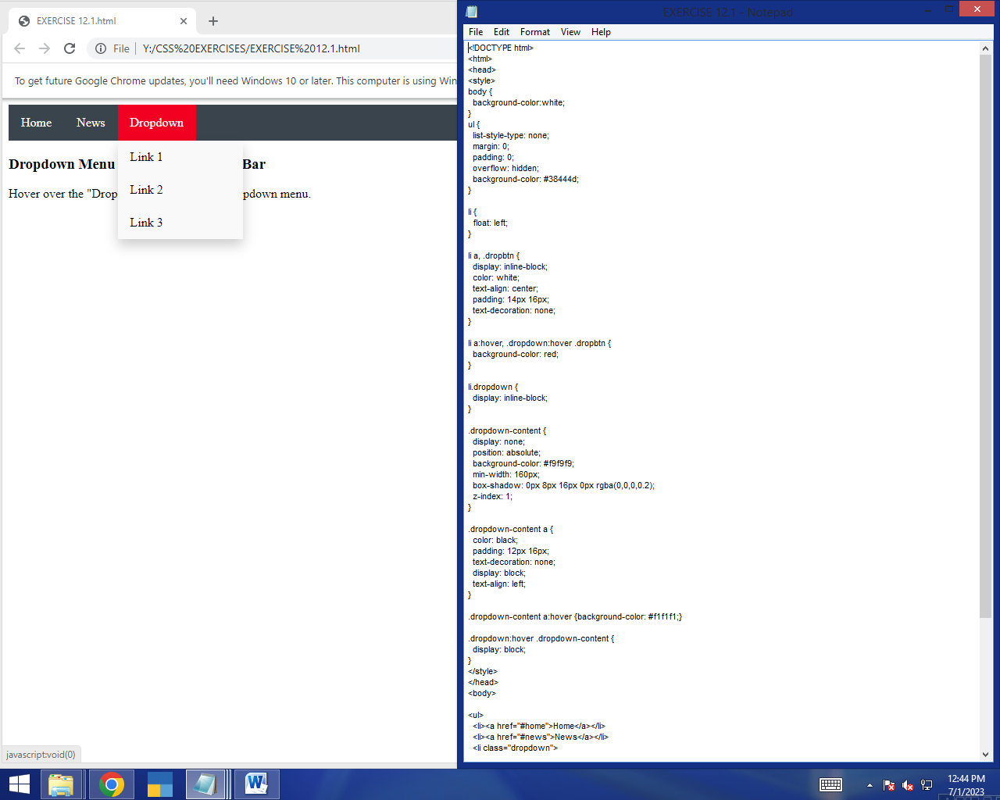 EXERCISE 12.1.html
File
Y:/CSS%20EXERCISES/EXERCISE%2012.1.html
To get future Google Chrome updates, you'll need Windows 10 or later. This computer is using Win
Home News Dropdown
Link 1
Dropdown Menu Bar
Link 2
Hover over the "Drop pdown menu.
Link 3
javascript:void(0)
EXERCISE 12.1 - Notepad
File Edit Format View Help
<!DOCTYPE html>
<html>
<head>
<style>
body {
  background-color:white;
}
ul {
  list-style-type: none;
  margin: 0;
  padding: 0;
  overflow: hidden;
  background-color: #38444d;
}

li {
  float: left;
}

li a, .dropbtn {
  display: inline-block;
  color: white;
  text-align: center;
  padding: 14px 16px;
  text-decoration: none;
}

li a:hover, .dropdown:hover .dropbtn {
  background-color: red;
}

li.dropdown {
  display: inline-block;
}

.dropdown-content {
  display: none;
  position: absolute;
  background-color: #f9f9f9;
  min-width: 160px;
  box-shadow: 0px 8px 16px 0px rgba(0,0,0,0.2);
  z-index: 1;
}

.dropdown-content a {
  color: black;
  padding: 12px 16px;
  text-decoration: none;
  display: block;
  text-align: left;
}

.dropdown-content a:hover {background-color: #f1f1f1;}

.dropdown:hover .dropdown-content {
  display: block;
}
</style>
</head>
<body>

<ul>
  <li><a href="#home">Home</a></li>
  <li><a href="#news">News</a></li>
  <li class="dropdown">
12:44 PM
7/1/2023